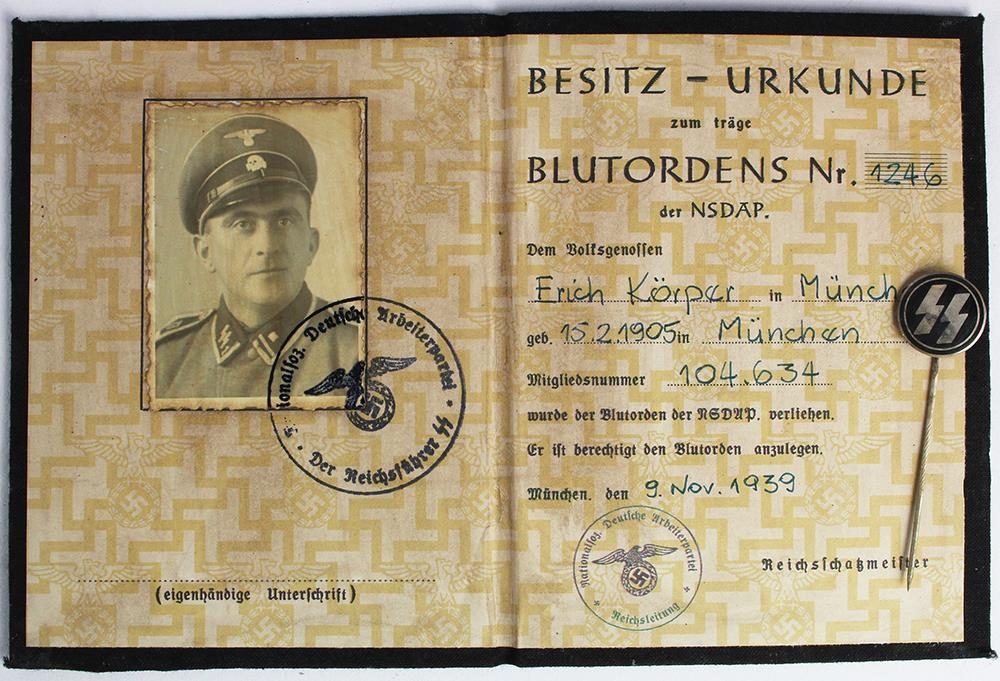 Nationalsoz. Deutsche Arbeiterpartei
Der Reichsführer SS
(eigenhändige Unterschrift)
BESITZ – URKUNDE
zum träge
BLUTORDENS Nr. 1246
der NSDAP.
Dem Volksgenossen
Erich Körper in Münch
geb. 15.2.1905 in München
Mitgliedsnummer 104.634
wurde der Blutorden der NSDAP. verliehen.
Er ist berechtigt den Blutorden anzulegen.
München. den 9. Nov. 1939
Nationalsoz. Deutsche Arbeiterpartei
Reichsleitung
Reichsschatzmeister